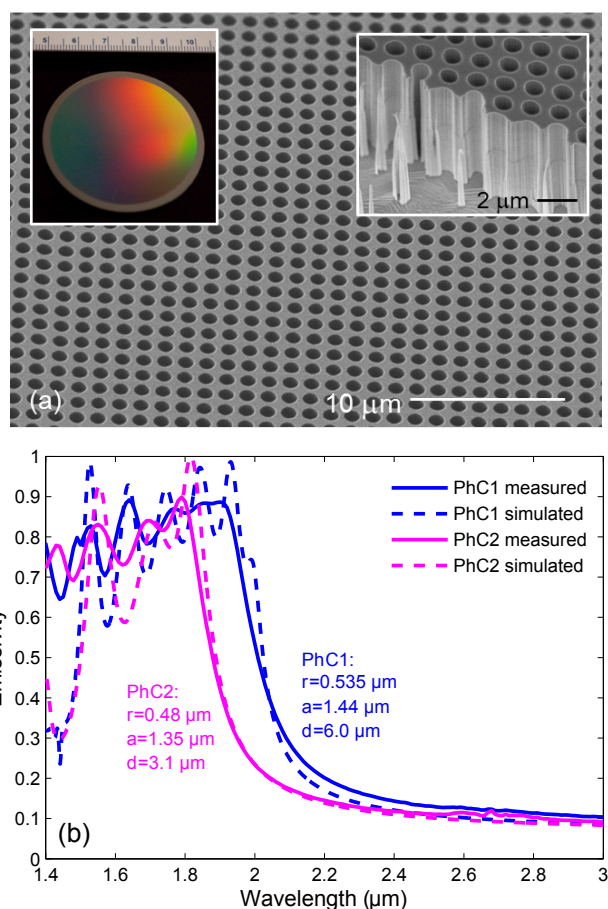 5 6 7 8 9 10
2 μm
(a)
10 μm
1
0.9
0.8
0.7
0.6
0.5
0.4
0.3
0.2
0.1
0
PhC1 measured
PhC1 simulated
PhC2 measured
PhC2 simulated
PhC1:
r=0.535 μm
a=1.44 μm
d=6.0 μm
PhC2:
r=0.48 μm
a=1.35 μm
d=3.1 μm
(b)
1.4 1.6 1.8 2 2.2 2.4 2.6 2.8 3
Wavelength (μm)